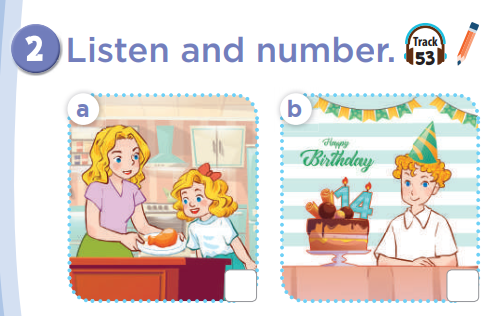 2 Listen and number.
Track
53
a
b
Happy
Birthday
14